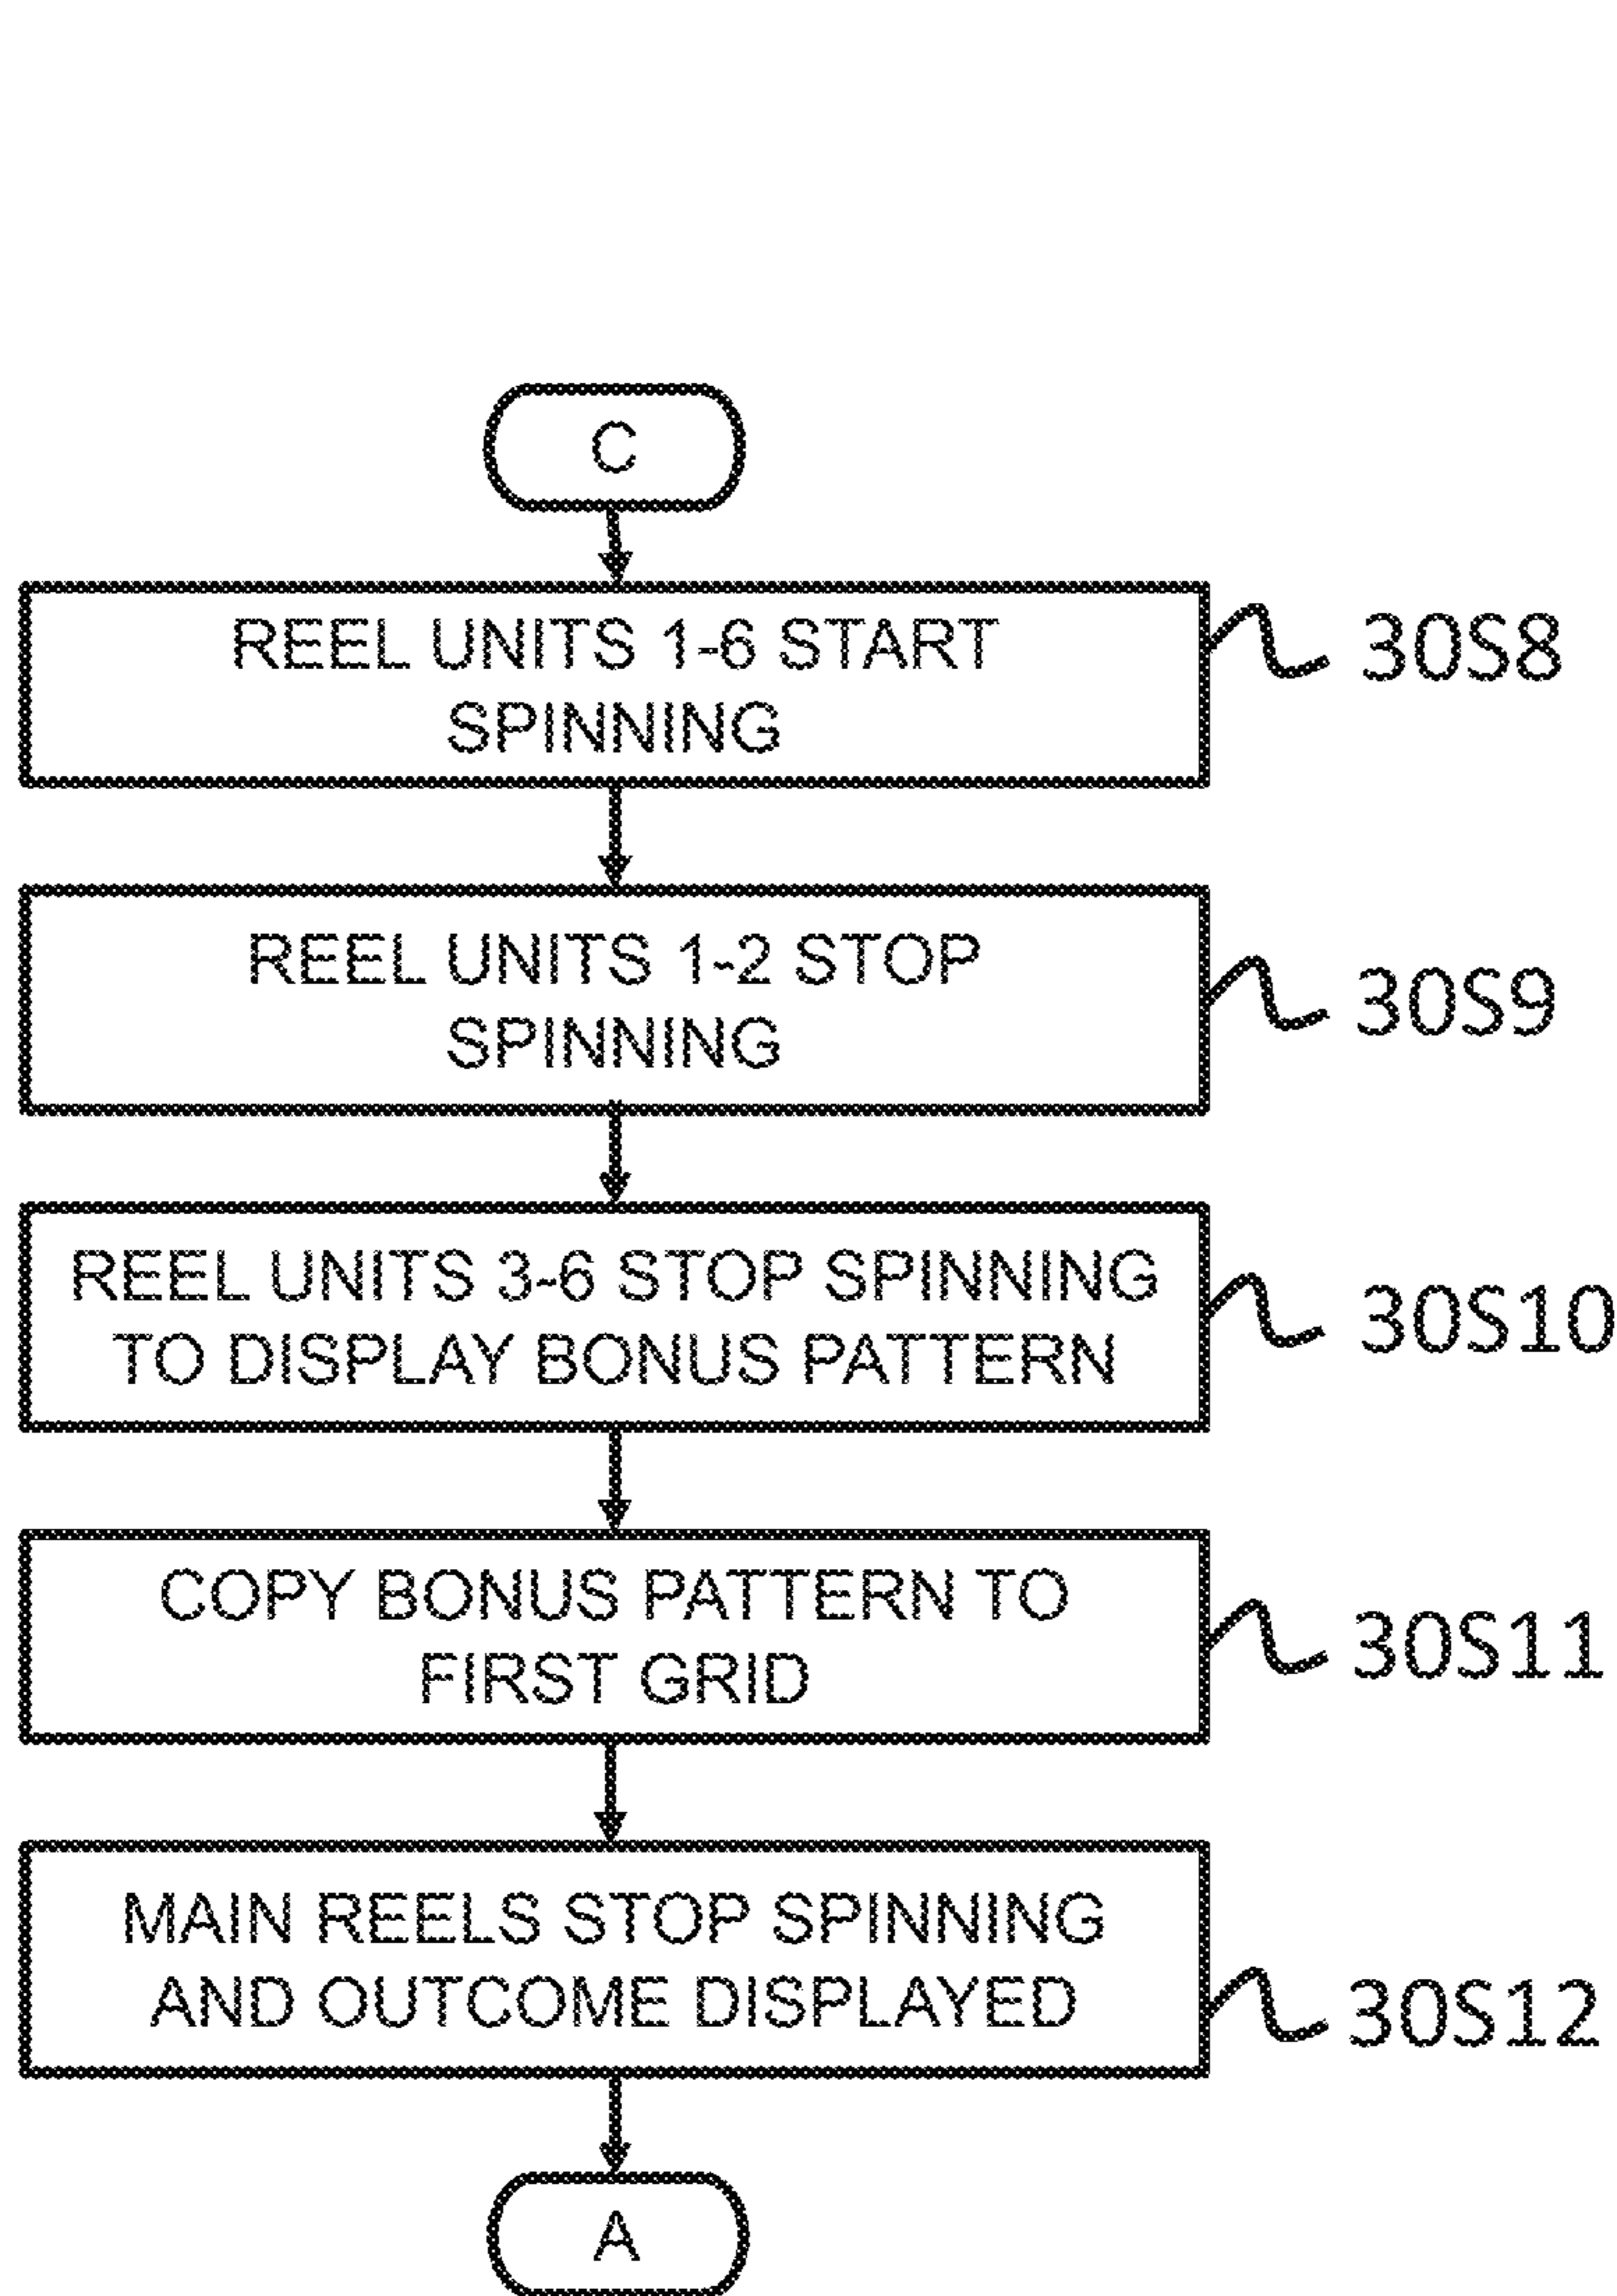 C
REEL UNITS 1-6 START
SPINNING
30S8
REEL UNITS 1-2 STOP
SPINNING
30S9
REEL UNITS 3-6 STOP SPINNING
TO DISPLAY BONUS PATTERN
30S10
COPY BONUS PATTERN TO
FIRST GRID
30S11
MAIN REELS STOP SPINNING
AND OUTCOME DISPLAYED
30S12
A